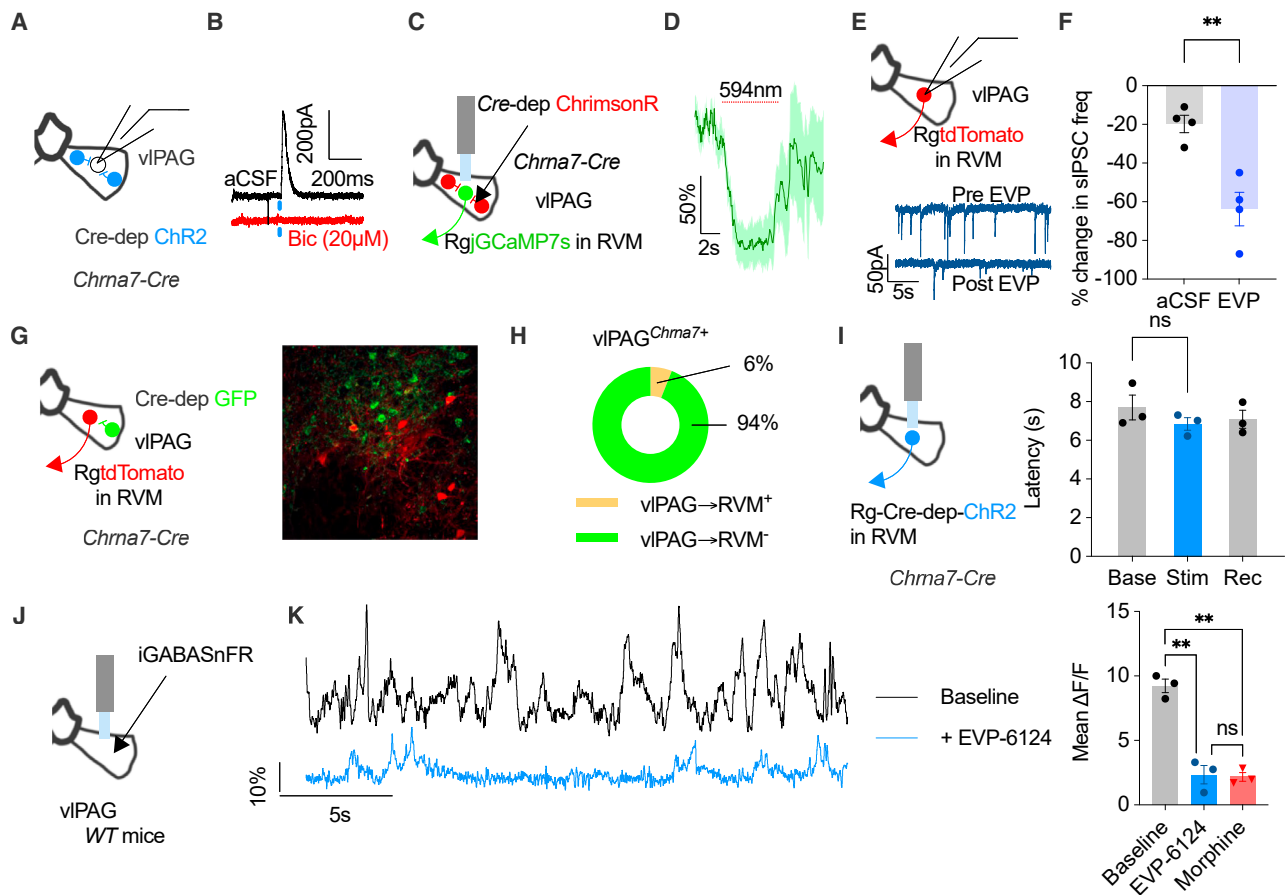 A
B
C
D
E
F
vlPAG
Cre-dep ChR2
Chrna7-Cre
aCSF
200pA
200ms
Bic (20µM)
Cre-dep ChrimsonR
Chrna7-Cre
vlPAG
RgjGCaMP7s in RVM
594nm
50%
2s
vlPAG
RgtdTomato
in RVM
Pre EVP
Post EVP
50pA
5s
**
% change in sIPSC freq
0
-20
-40
-60
-80
-100
aCSF EVP
G
H
I
Cre-dep GFP
vlPAG
RgtdTomato
in RVM
Chrna7-Cre
vlPAGChrna7+
6%
94%
vlPAG→RVM+
vlPAG→RVM-
Rg-Cre-dep-ChR2
in RVM
Chrna7-Cre
ns
Latency (s)
10
8
6
4
2
0
Base Stim Rec
J
K
iGABASnFR
vlPAG
WT mice
10%
5s
Baseline
+ EVP-6124
**
**
ns
Mean ΔF/F
15
10
5
0
Baseline
EVP-6124
Morphine